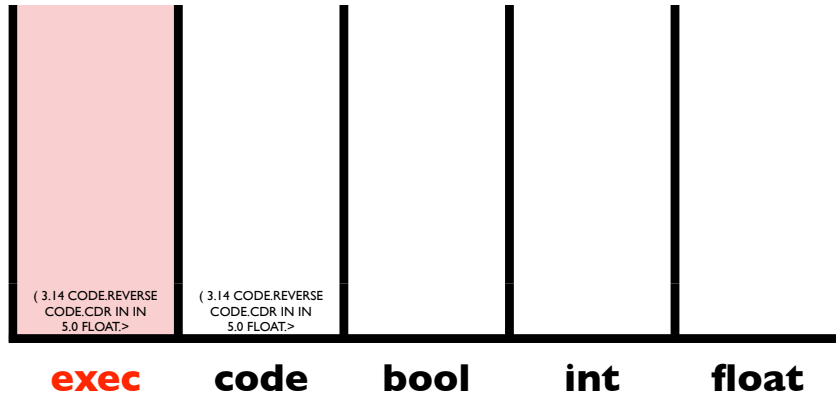 ( 3.14 CODE.REVERSE
CODE.CDR IN IN
5.0 FLOAT.>
( 3.14 CODE.REVERSE
CODE.CDR IN IN
5.0 FLOAT.>
exec code bool int float